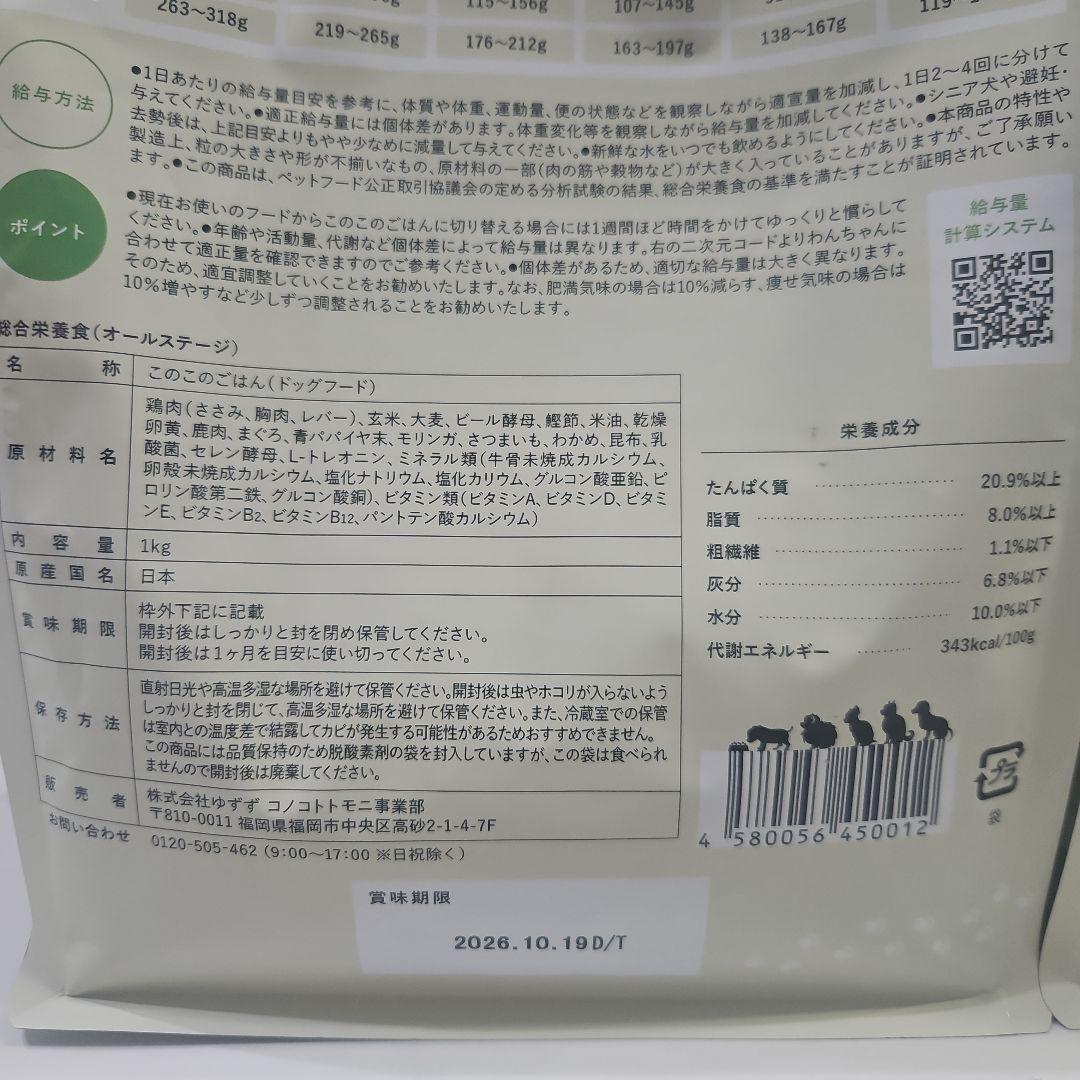 263〜318g
219〜265g
115〜156g
176〜212g
107〜145g
163〜197g
138〜167g
給与方法
●1日あたりの給与量目安を参考に、体質や体重、運動量、便の状態などを観察しながら適宜量を加減し、1日2〜4回に分けて
与えてください。●適正給与量には個体差があります。体重変化等を観察しながら給与量を加減してください。●シニア犬や避妊・
去勢後は、上記目安よりもやや少なめに減量して与えてください。●新鮮な水をいつでも飲めるようにしてください。●本商品の特性や
製造上、粒の大きさや形が不揃いなもの、原材料の一部(肉の筋や穀物など)が大きく入っていることがありますが、ご了承願い
ます。●この商品は、ペットフード公正取引協議会の定める分析試験の結果、総合栄養食の基準を満たすことが証明されています。
ポイント
●現在お使いのフードからこのこのごはんに切り替える場合には1週間ほど時間をかけてゆっくりと慣らして
ください。●年齢や活動量、代謝など個体差によって給与量は異なります。右の二次元コードよりわんちゃんに
合わせて適正量を確認できますのでご参考ください。●個体差があるため、適切な給与量は大きく異なります。
そのため、適宜調整していくことをお勧めいたします。なお、肥満気味の場合は10%減らす、痩せ気味の場合は
10%増やすなど少しずつ調整されることをお勧めいたします。
給与量
計算システム
総合栄養食(オールステージ)
名称 このこのごはん(ドッグフード)
原材料名 鶏肉(ささみ、胸肉、レバー)、玄米、大麦、ビール酵母、鰹節、米油、乾燥
卵黄、鹿肉、まぐろ、青パパイヤ末、モリンガ、さつまいも、わかめ、昆布、乳
酸菌、セレン酵母、L-トレオニン、ミネラル類(牛骨未焼成カルシウム、
卵殻未焼成カルシウム、塩化ナトリウム、塩化カリウム、グルコン酸亜鉛、ピ
ロリン酸第二鉄、グルコン酸銅)、ビタミン類(ビタミンA、ビタミンD、ビタミ
ンE、ビタミンB2、ビタミンB12、パントテン酸カルシウム)
内容量 1kg
原産国名 日本
賞味期限 枠外下記に記載
開封後はしっかりと封を閉め保管してください。
開封後は1ヶ月を目安に使い切ってください。
保存方法 直射日光や高温多湿な場所を避けて保管ください。開封後は虫やホコリが入らないよう
しっかりと封を閉じて、高温多湿な場所を避けて保管ください。また、冷蔵室での保管
は室内との温度差で結露してカビが発生する可能性があるためおすすめできません。
この商品には品質保持のため脱酸素剤の袋を封入していますが、この袋は食べられ
ませんので開封後は廃棄してください。
販売者 株式会社ゆずず コノコトトモニ事業部
〒810-0011 福岡県福岡市中央区高砂2-1-4-7F
お問い合わせ 0120-505-462 (9:00〜17:00 ※日祝除く)
栄養成分
たんぱく質 ………… 20.9%以上
脂質 ………… 8.0%以上
粗繊維 ………… 1.1%以下
灰分 ………… 6.8%以下
水分 ………… 10.0%以下
代謝エネルギー ……… 343kcal/100g
4 580056 450012
プラ
袋
賞味期限
2026.10.19D/T